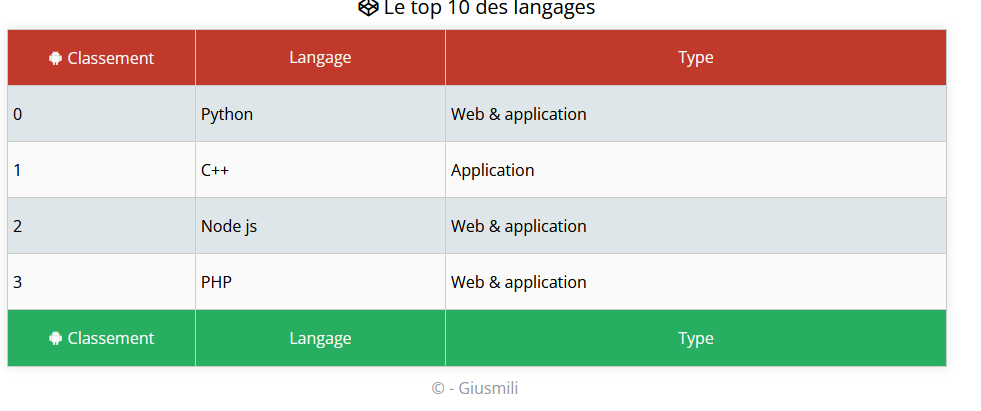 Le top 10 des langages
Classement Langage Type
0 Python Web & application
1 C++ Application
2 Node js Web & application
3 PHP Web & application
Classement Langage Type
© - Giusmili